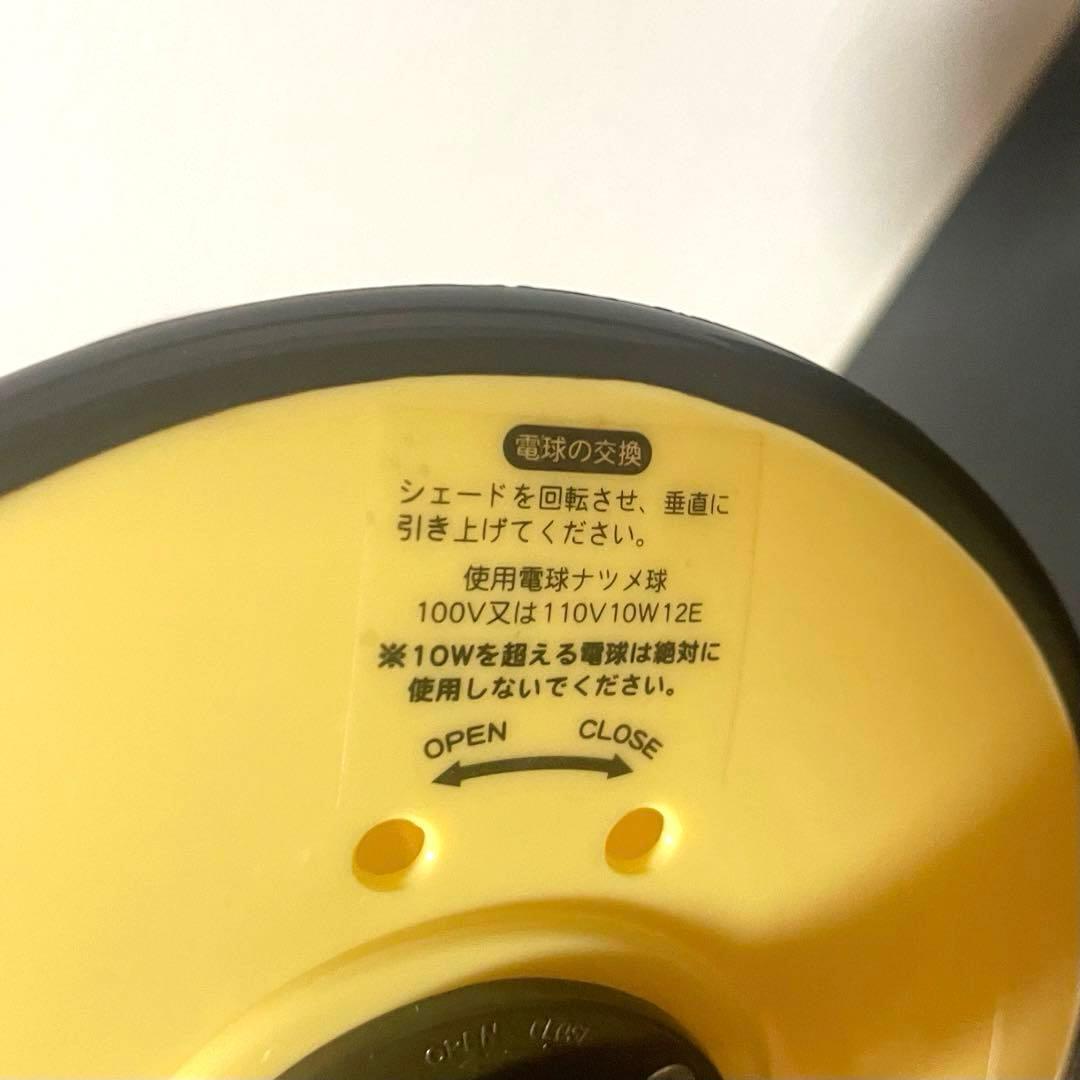 電球の交換
シェードを回転させ、垂直に
引き上げてください。
使用電球ナツメ球
100V又は110V10W12E
※10Wを超える電球は絶対に
使用しないでください。
OPEN CLOSE
OPEN